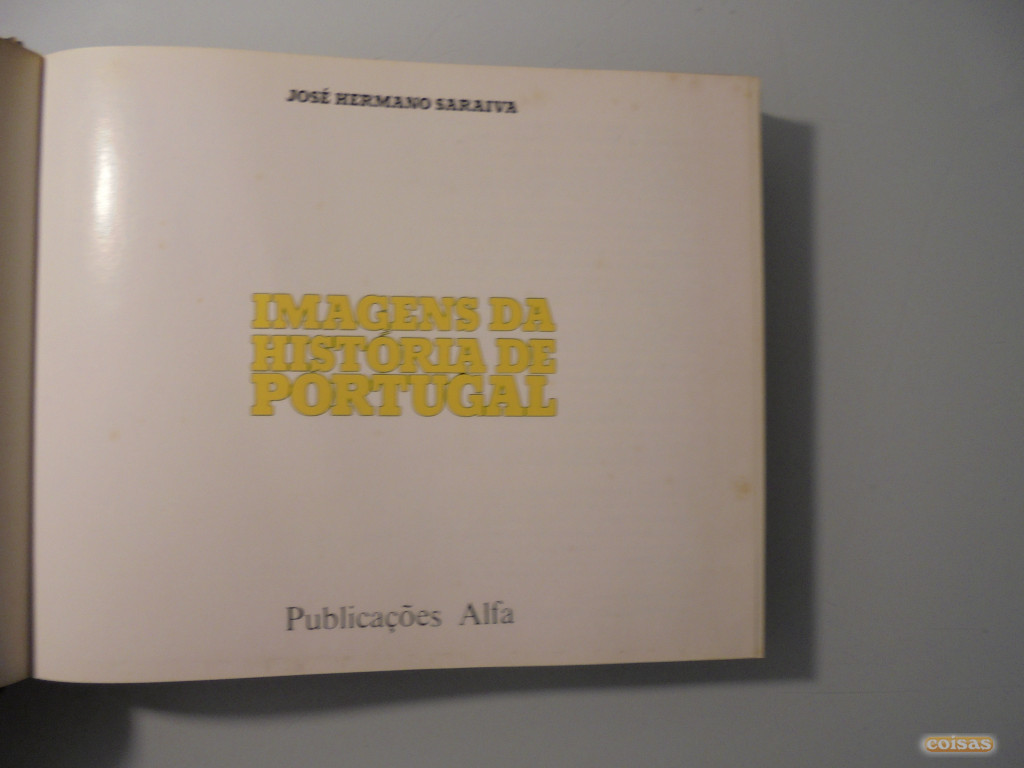 JOSÉ HERMANO SARAIVA
IMAGENS DA
HISTÓRIA DE
PORTUGAL
Publicações Alfa
coisas